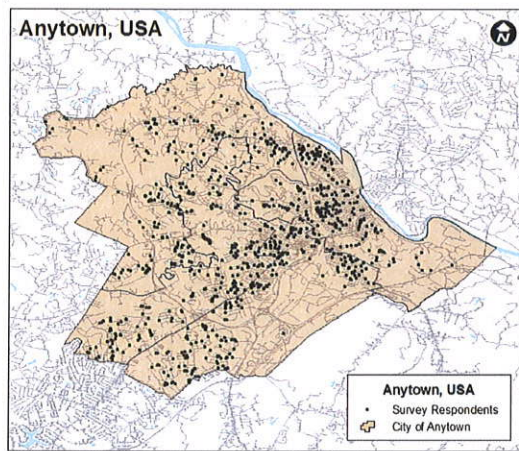 Anytown, USA
N
Anytown, USA
Survey Respondents
City of Anytown